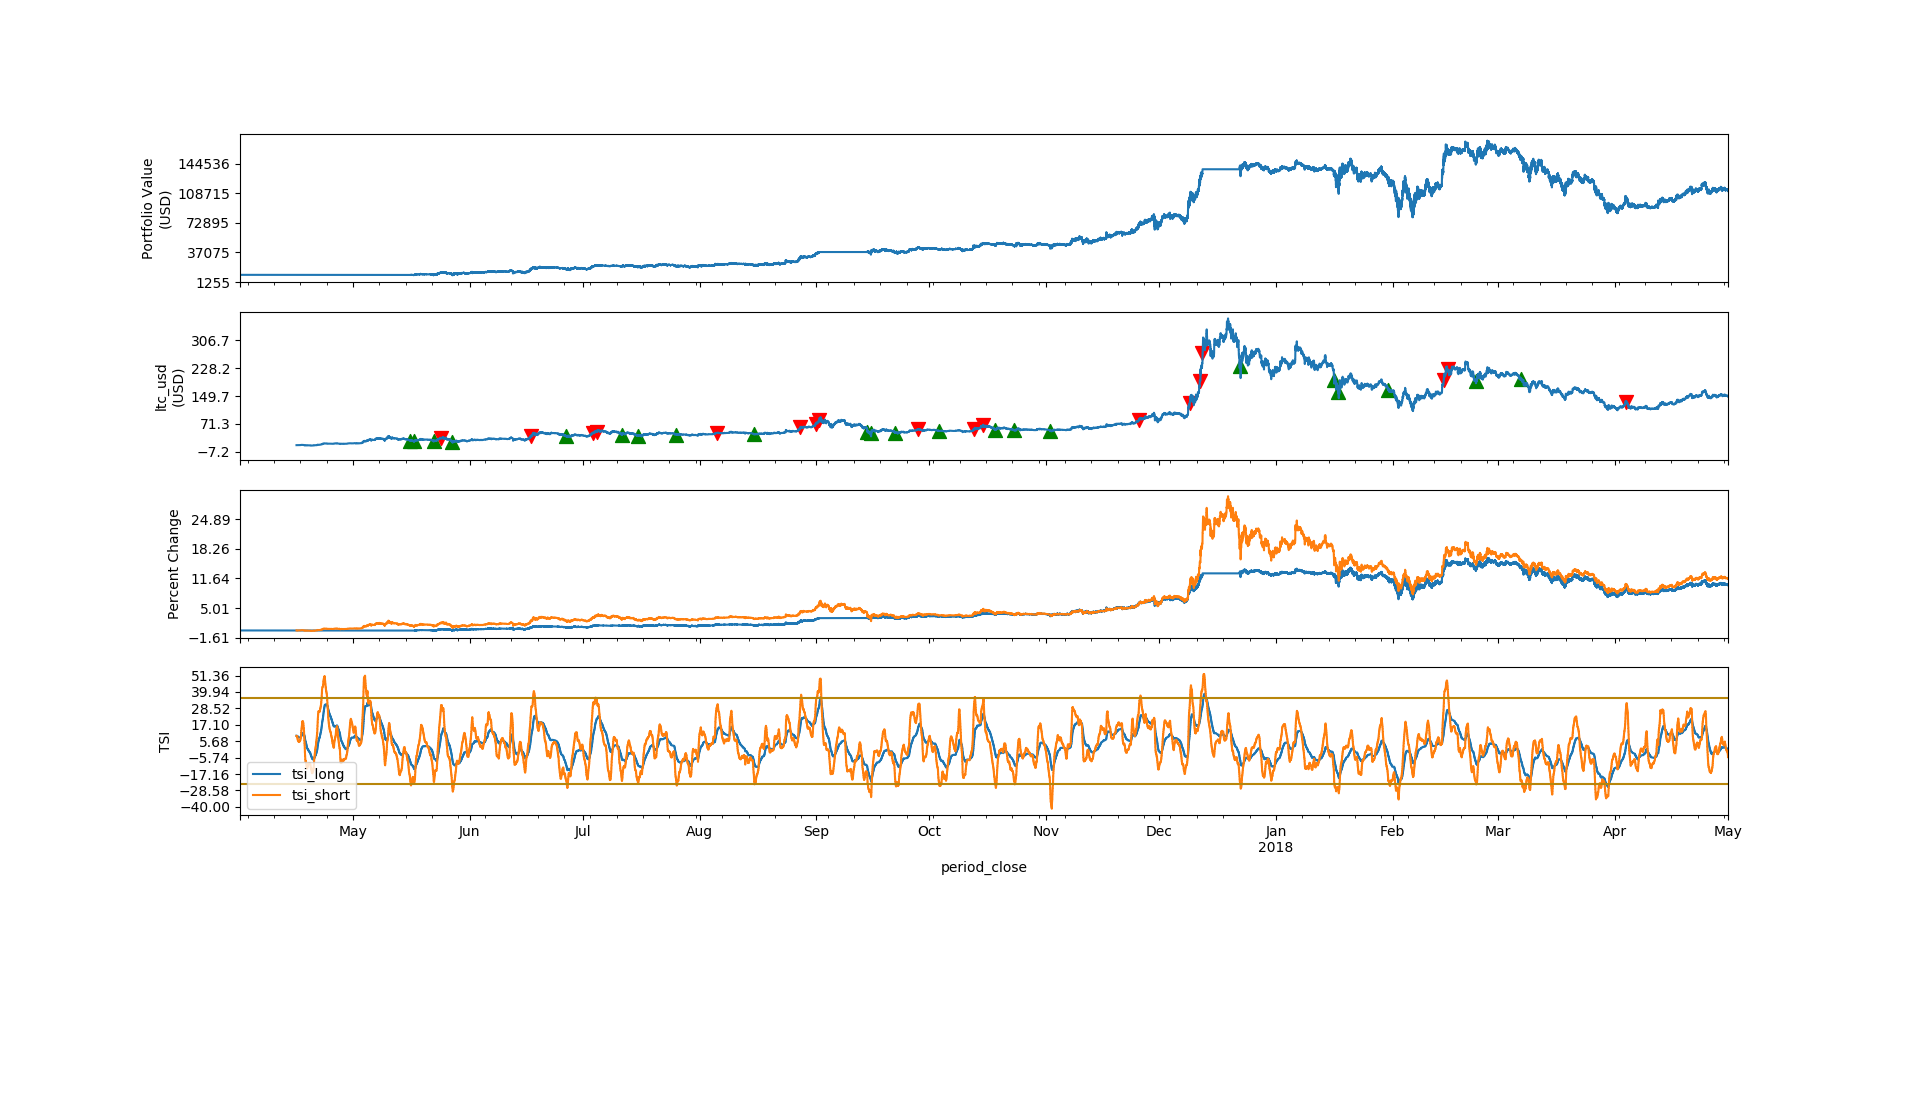 Portfolio Value
(USD)
144536
108715
72895
37075
1255
ltc_usd
(USD)
306.7
228.2
149.7
71.3
−7.2
Percent Change
24.89
18.26
11.64
5.01
−1.61
TSI
51.36
39.94
28.52
17.10
5.68
−5.74
−17.16
−28.58
−40.00
tsi_long
tsi_short
May Jun Jul Aug Sep Oct Nov Dec Jan Feb Mar Apr May
2018
period_close